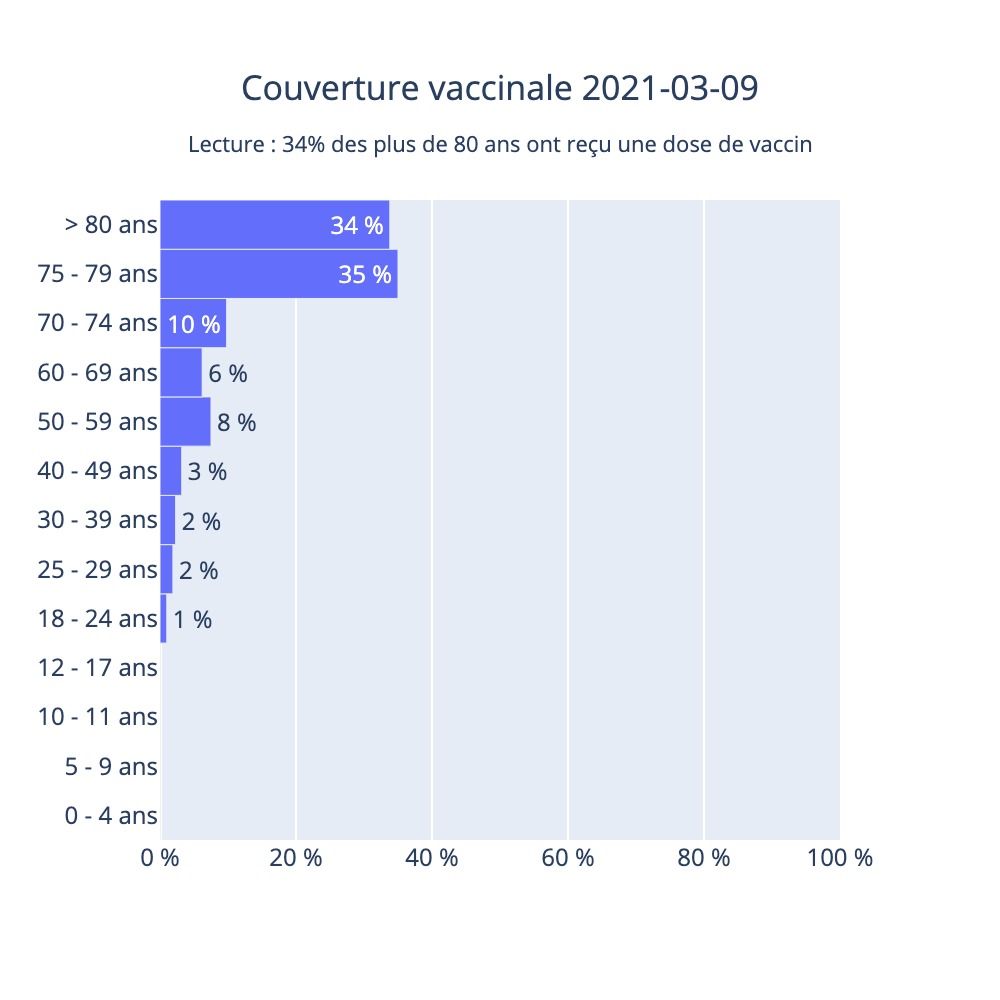 Couverture vaccinale 2021-03-09
Lecture : 34% des plus de 80 ans ont reçu une dose de vaccin
> 80 ans 34 %
75 - 79 ans 35 %
70 - 74 ans 10 %
60 - 69 ans 6 %
50 - 59 ans 8 %
40 - 49 ans 3 %
30 - 39 ans 2 %
25 - 29 ans 2 %
18 - 24 ans 1 %
12 - 17 ans
10 - 11 ans
5 - 9 ans
0 - 4 ans
0 % 20 % 40 % 60 % 80 % 100 %